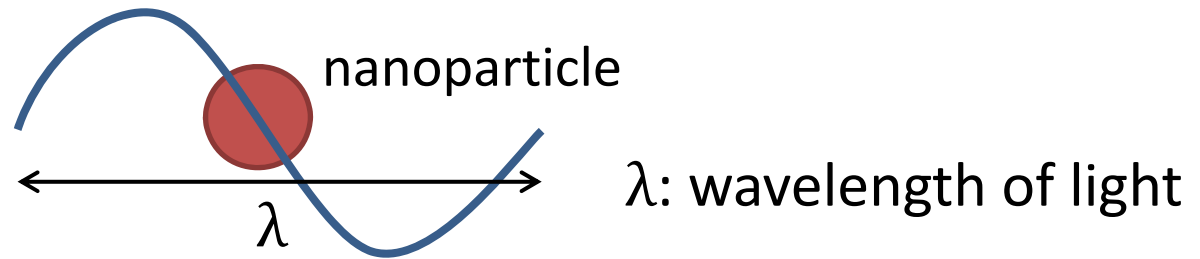 nanoparticle
λ: wavelength of light
λ